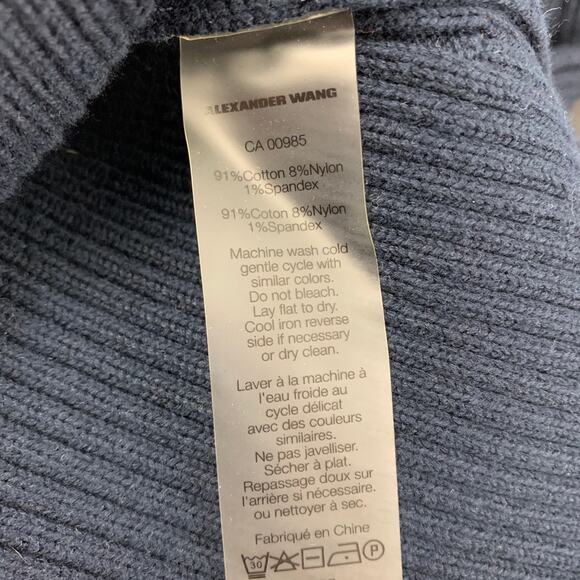 ALEXANDER WANG
CA 00985
91%Cotton 8%Nylon
1%Spandex
91%Coton 8%Nylon
1%Spandex
Machine wash cold
gentle cycle with
similar colors.
Do not bleach.
Lay flat to dry.
Cool iron reverse
side if necessary
or dry clean.
Laver à la machine à
l'eau froide au
cycle délicat
avec des couleurs
similaires.
Ne pas javelliser.
Sécher à plat.
Repassage doux sur
l'arrière si nécessaire.
ou nettoyer à sec.
Fabriqué en Chine
30 P